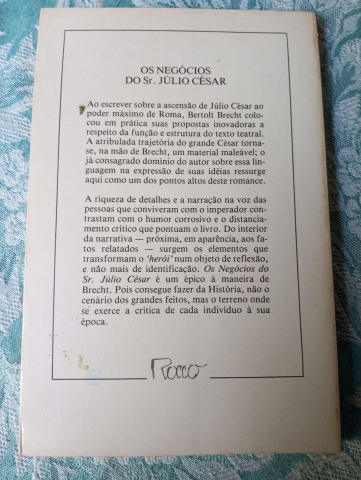 OS NEGÓCIOS
DO Sr. JÚLIO CÉSAR
Ao escrever sobre a ascensão de Júlio César ao
poder máximo de Roma, Bertolt Brecht colo-
cou em prática suas propostas inovadoras a
respeito da função e estrutura do texto teatral.
A atribulada trajetória do grande César torna-
se, na mão de Brecht, um material maleável; o
já consagrado domínio do autor sobre essa lin-
guagem na expressão de suas idéias ressurge
aqui como um dos pontos altos deste romance.
A riqueza de detalhes e a narração na voz das
pessoas que conviveram com o imperador con-
trastam com o humor corrosivo e o distancia-
mento crítico que pontuam o livro. Do interior
da narrativa — próxima, em aparência, aos fa-
tos relatados — surgem os elementos que
transformam o 'herói' num objeto de reflexão,
e não mais de identificação. Os Negócios do
Sr. Júlio César é um épico à maneira de
Brecht. Pois consegue fazer da História, não o
cenário dos grandes feitos, mas o terreno onde
se exerce a crítica de cada indivíduo à sua
época.
Rocco